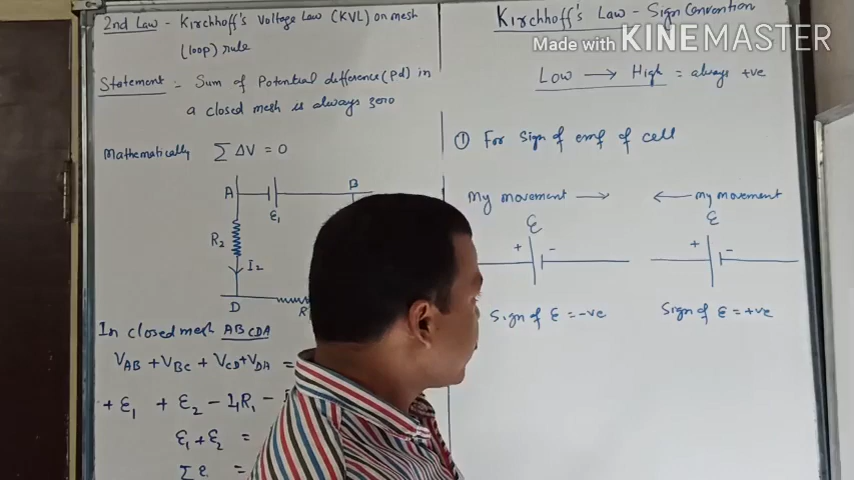 2nd Law - Kirchhoff's Voltage Law (KVL) on mesh
(loop) rule
Statement - Sum of Potential difference (Pd) in
a closed mesh is always zero
Mathematically Σ ΔV = 0
A
B
ε₁
R₂
I₂
D
R
In closed mesh ABCDA
V_AB + V_BC + V_CD + V_DA =
+ ε₁ + ε₂ - I₁R₁ -
ε₁ + ε₂ =
Σ ε =
Kirchhoff's Law - Sign Convention
Made with KINEMASTER
Low → High = always +ve
① For Sign of emf of cell
My movement →
← My movement
ε
ε
+ -
+ -
Sign of ε = -ve
Sign of ε = +ve